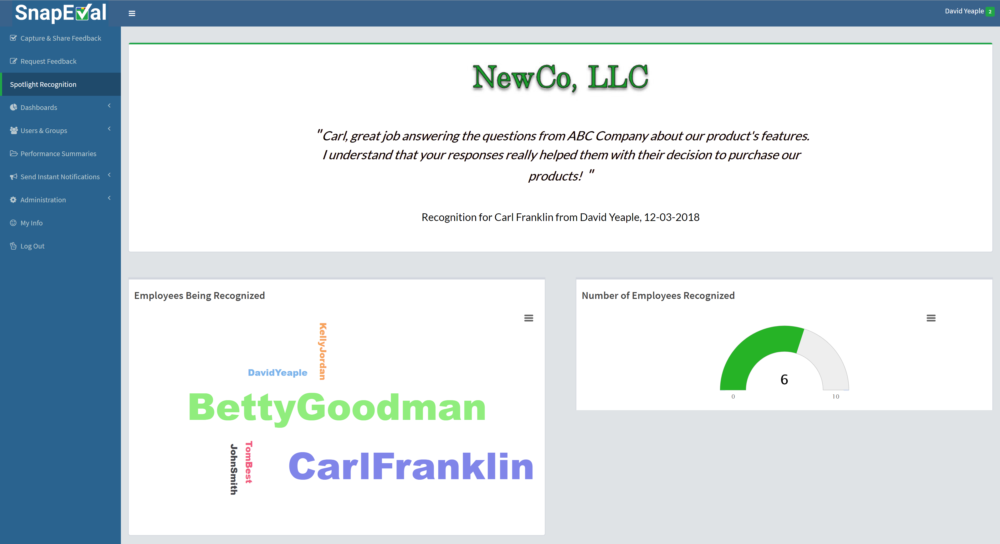 SnapEval
David Yeaple 2
Capture & Share Feedback
Request Feedback
Spotlight Recognition
Dashboards
Users & Groups
Performance Summaries
Send Instant Notifications
Administration
My Info
Log Out
NewCo, LLC
"Carl, great job answering the questions from ABC Company about our product's features.
I understand that your responses really helped them with their decision to purchase our
products! "
Recognition for Carl Franklin from David Yeaple, 12-03-2018
Employees Being Recognized
KellyJordan
DavidYeaple
BettyGoodman
JohnSmith
TomBest
CarlFranklin
Number of Employees Recognized
6
0
10